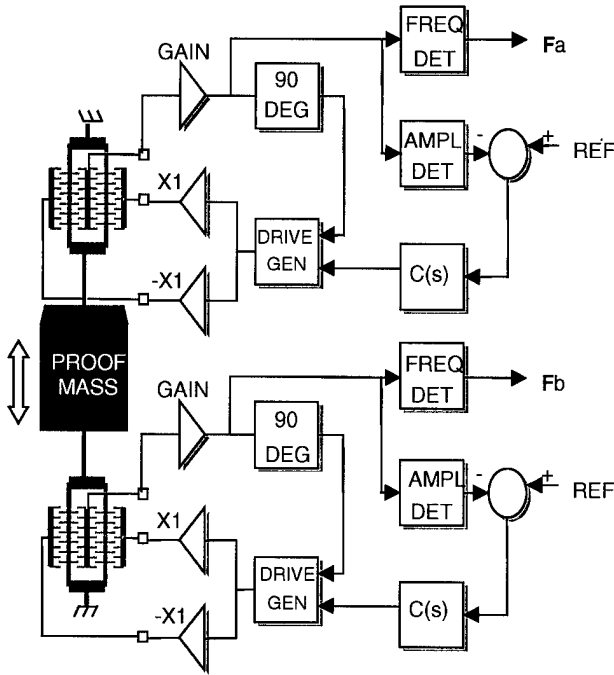 FREQ
DET
Fa
GAIN
90
DEG
AMPL
DET
-
+
REF
X1
DRIVE
GEN
C(s)
-X1
PROOF
MASS
FREQ
DET
Fb
GAIN
90
DEG
AMPL
DET
-
+
REF
X1
DRIVE
GEN
C(s)
-X1